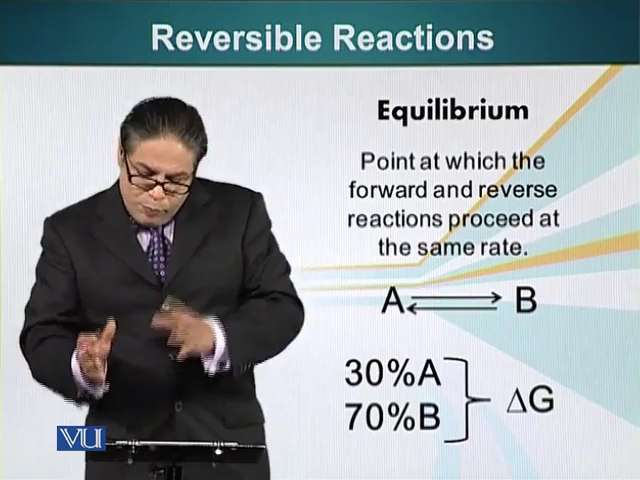 Reversible Reactions
Equilibrium
Point at which the
forward and reverse
reactions proceed at
the same rate.
A ⇌ B
30%A
70%B
ΔG
VU